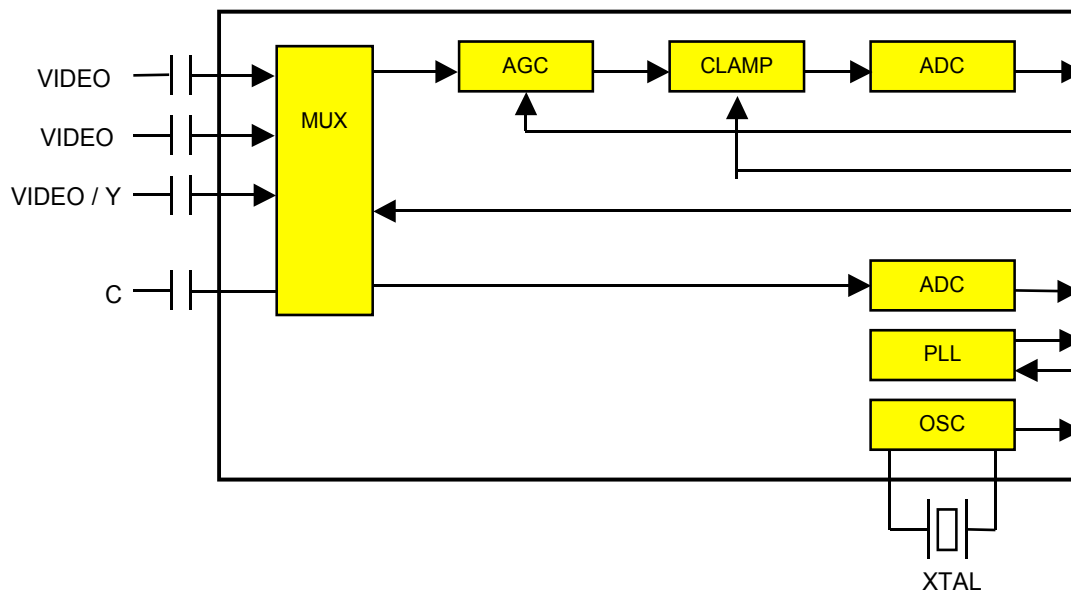 VIDEO
VIDEO
VIDEO / Y
C
MUX
AGC
CLAMP
ADC
ADC
PLL
OSC
XTAL